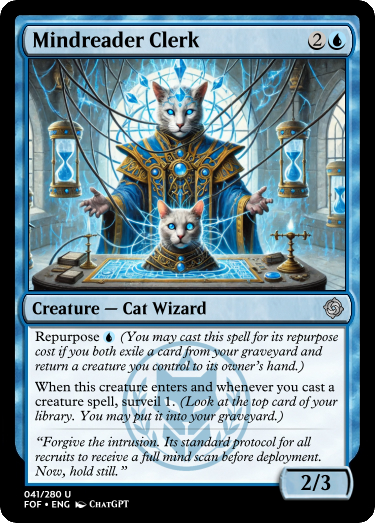 Mindreader Clerk 2
Creature — Cat Wizard
Repurpose (You may cast this spell for its repurpose
cost if you both exile a card from your graveyard and
return a creature you control to its owner's hand.)
When this creature enters and whenever you cast a
creature spell, surveil 1. (Look at the top card of your
library. You may put it into your graveyard.)
“Forgive the intrusion. Its standard protocol for all
recruits to receive a full mind scan before deployment.
Now, hold still.”
2/3
041/280 U
FOF • ENG ChatGPT